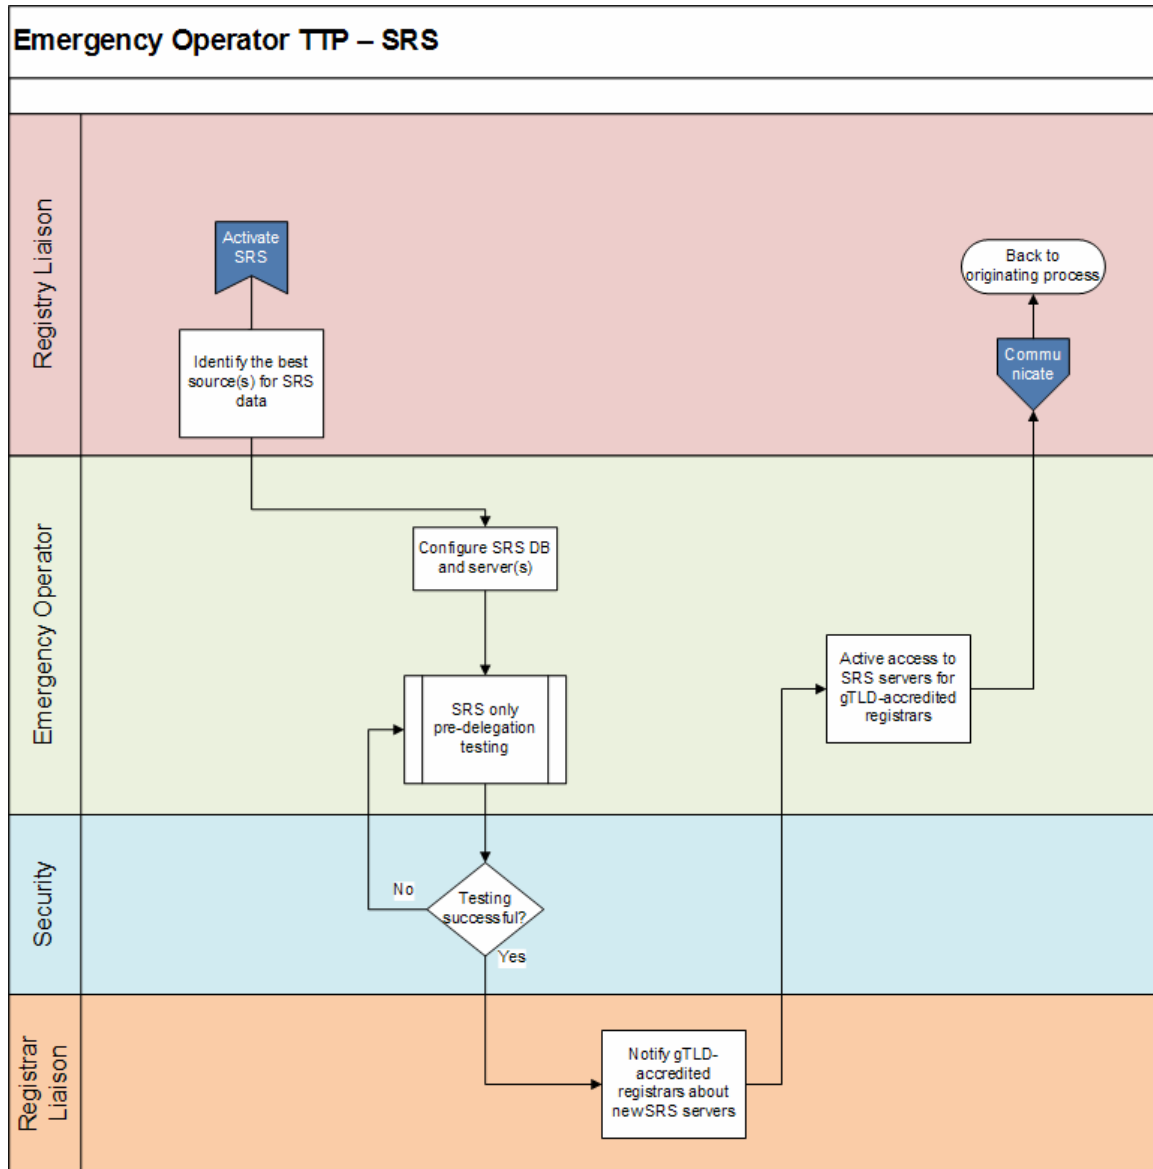 Emergency Operator TTP – SRS
Registry Liaison
Activate
SRS
Identify the best
source(s) for SRS
data
Back to
originating process
Commu
nicate
Emergency Operator
Configure SRS DB
and server(s)
SRS only
pre-delegation
testing
Active access to
SRS servers for
gTLD-accredited
registrars
Security
Testing
successful?
No
Yes
Registrar
Liaison
Notify gTLD-
accredited
registrars about
new SRS servers